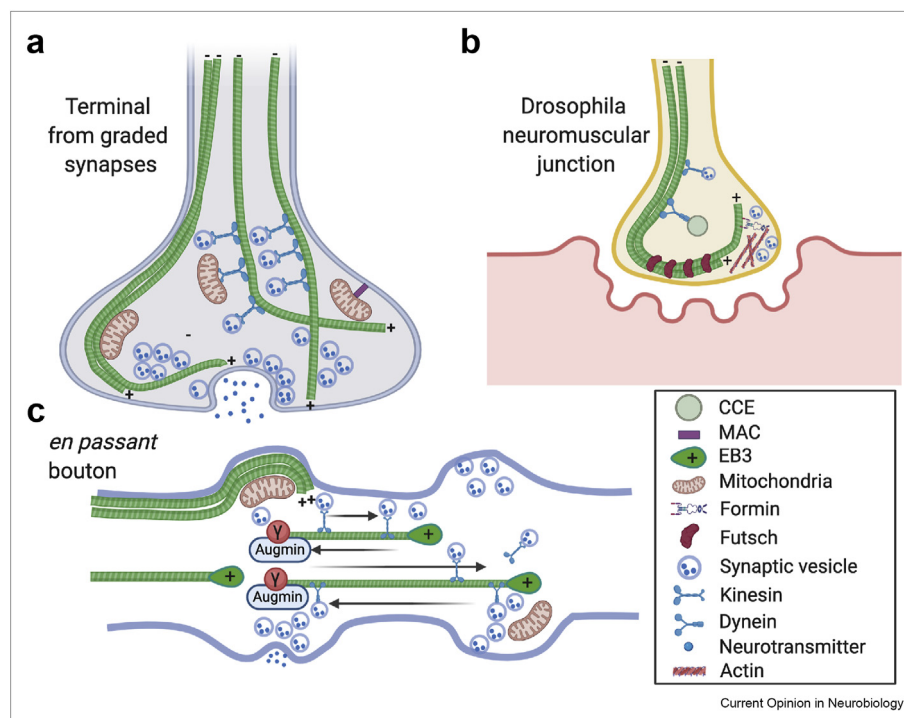 a
Terminal
from graded
synapses
- - - -
-
+
+
+
+
b
Drosophila
neuromuscular
junction
- -
+
+
c
en passant
bouton
++
γ
Augmin
+
+
γ
Augmin
+
CCE
MAC
+
EB3
Mitochondria
Formin
Futsch
Synaptic vesicle
Kinesin
Dynein
Neurotransmitter
Actin
Current Opinion in Neurobiology